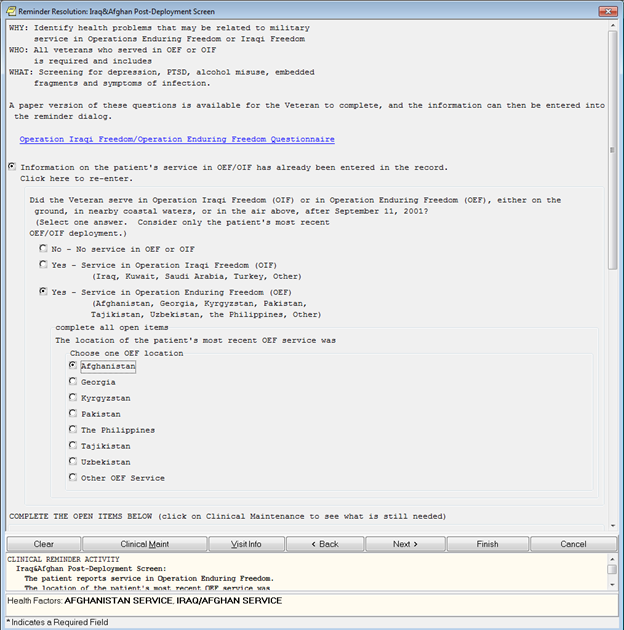 Reminder Resolution: Iraq&Afghan Post-Deployment Screen
WHY: Identify health problems that may be related to military
service in Operations Enduring Freedom or Iraqi Freedom
WHO: All veterans who served in OEF or OIF
is required and includes
WHAT: Screening for depression, PTSD, alcohol misuse, embedded
fragments and symptoms of infection.
A paper version of these questions is available for the Veteran to complete, and the information can then be entered into
the reminder dialog.
Operation Iraqi Freedom/Operation Enduring Freedom Questionnaire
Information on the patient's service in OEF/OIF has already been entered in the record.
Click here to re-enter.
Did the Veteran serve in Operation Iraqi Freedom (OIF) or in Operation Enduring Freedom (OEF), either on the
ground, in nearby coastal waters, or in the air above, after September 11, 2001?
(Select one answer.  Consider only the patient's most recent
OEF/OIF deployment.)
No - No service in OEF or OIF
Yes - Service in Operation Iraqi Freedom (OIF)
(Iraq, Kuwait, Saudi Arabia, Turkey, Other)
Yes - Service in Operation Enduring Freedom (OEF)
(Afghanistan, Georgia, Kyrgyzstan, Pakistan,
Tajikistan, Uzbekistan, the Philippines, Other)
complete all open items
The location of the patient's most recent OEF service was
Choose one OEF location
Afghanistan
Georgia
Kyrgyzstan
Pakistan
The Philippines
Tajikistan
Uzbekistan
Other OEF Service
COMPLETE THE OPEN ITEMS BELOW (click on Clinical Maintenance to see what is still needed)
Clear Clinical Maint Visit Info < Back Next > Finish Cancel
CLINICAL REMINDER ACTIVITY
Iraq&Afghan Post-Deployment Screen:
The patient reports service in Operation Enduring Freedom.
The location of the patient's most recent OEF service was
Health Factors: AFGHANISTAN SERVICE, IRAQ/AFGHAN SERVICE
* Indicates a Required Field